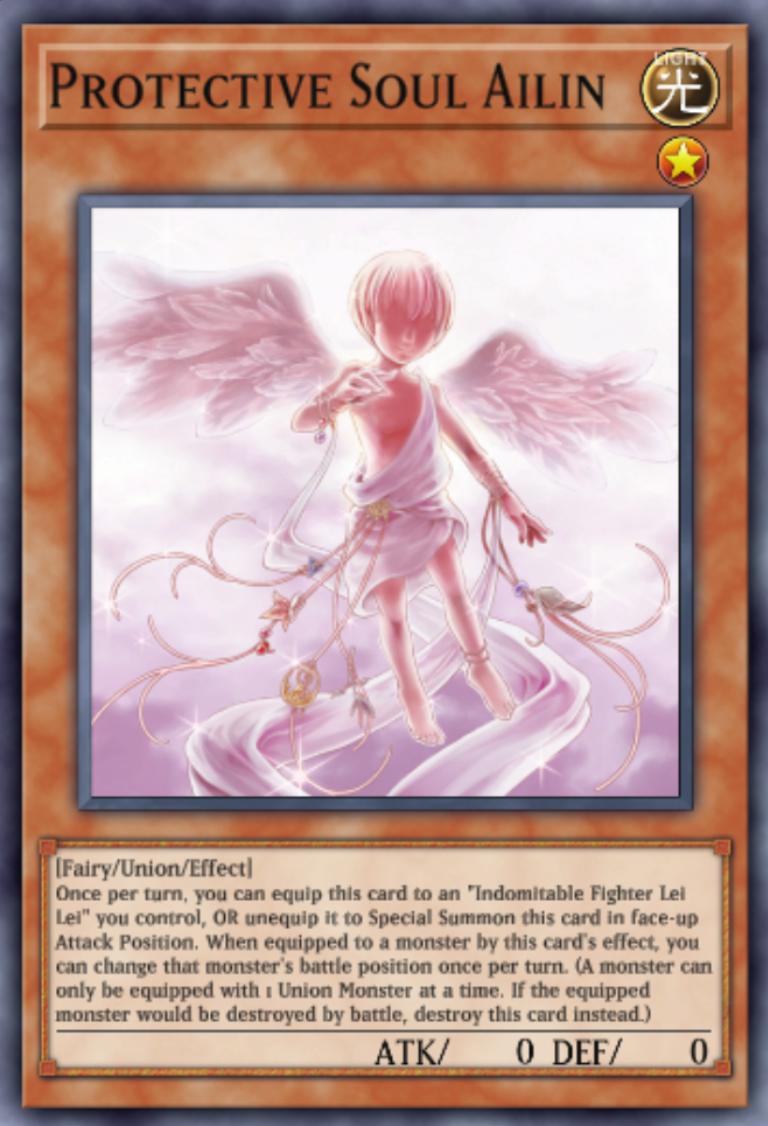 PROTECTIVE SOUL AILIN
LIGHT
光
[Fairy/Union/Effect]
Once per turn, you can equip this card to an "Indomitable Fighter Lei
Lei" you control, OR unequip it to Special Summon this card in face-up
Attack Position. When equipped to a monster by this card's effect, you
can change that monster's battle position once per turn. (A monster can
only be equipped with 1 Union Monster at a time. If the equipped
monster would be destroyed by battle, destroy this card instead.)
ATK/ 0 DEF/ 0